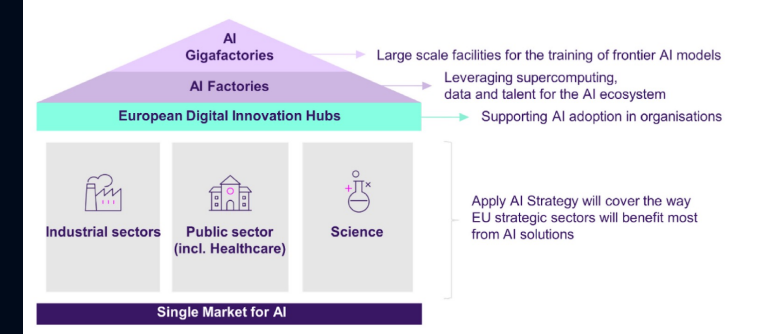 AI
Gigafactories
Large scale facilities for the training of frontier AI models
AI Factories
Leveraging supercomputing,
data and talent for the AI ecosystem
European Digital Innovation Hubs
Supporting AI adoption in organisations
Industrial sectors
Public sector
(incl. Healthcare)
Science
Apply AI Strategy will cover the way
EU strategic sectors will benefit most
from AI solutions
Single Market for AI